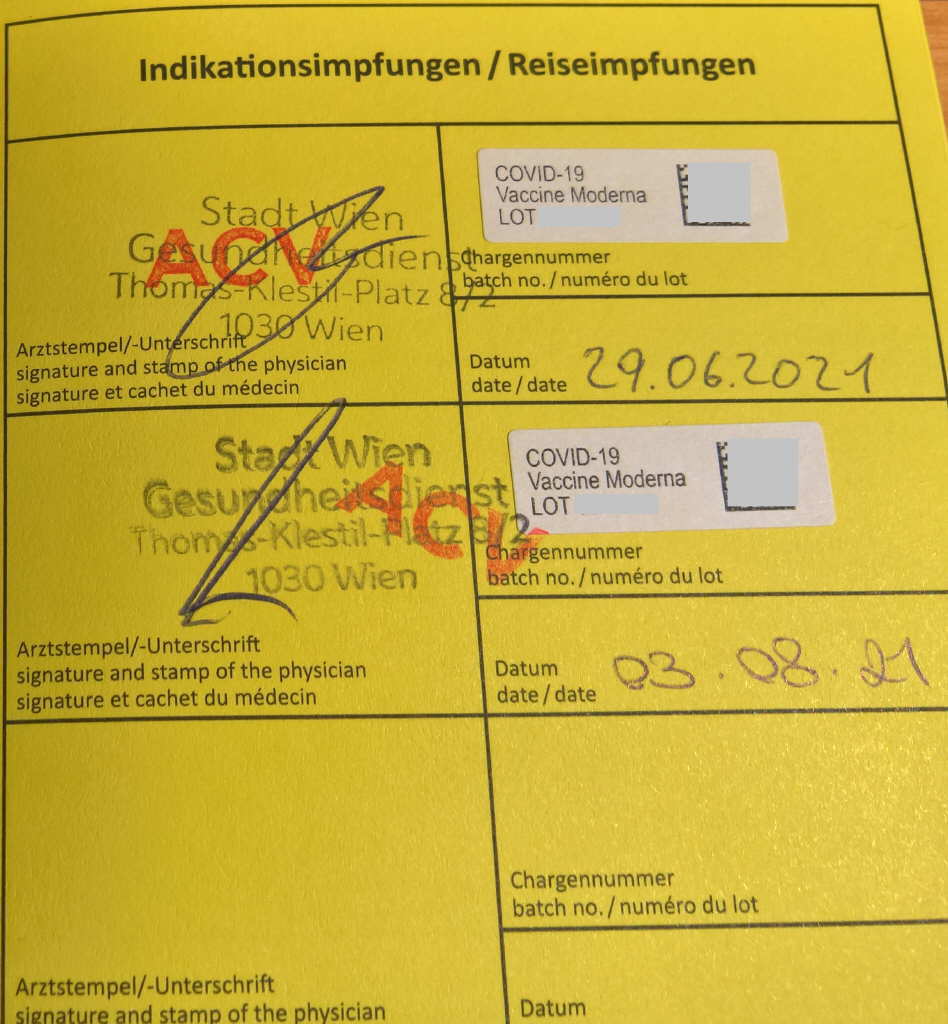 Indikationsimpfungen / Reiseimpfungen
Stadt Wien
Gesundheitsdienst
Thomas-Klestil-Platz 8/2
1030 Wien
ACV
Arztstempel/-Unterschrift
signature and stamp of the physician
signature et cachet du médecin
COVID-19
Vaccine Moderna
LOT
Chargennummer
batch no. / numéro du lot
Datum
date / date
29.06.2021
Stadt Wien
Gesundheitsdienst
Thomas-Klestil-Platz 8/2
1030 Wien
ACV
Arztstempel/-Unterschrift
signature and stamp of the physician
signature et cachet du médecin
COVID-19
Vaccine Moderna
LOT
Chargennummer
batch no. / numéro du lot
Datum
date / date
03.08.21
Chargennummer
batch no. / numéro du lot
Arztstempel/-Unterschrift
signature and stamp of the physician
Datum